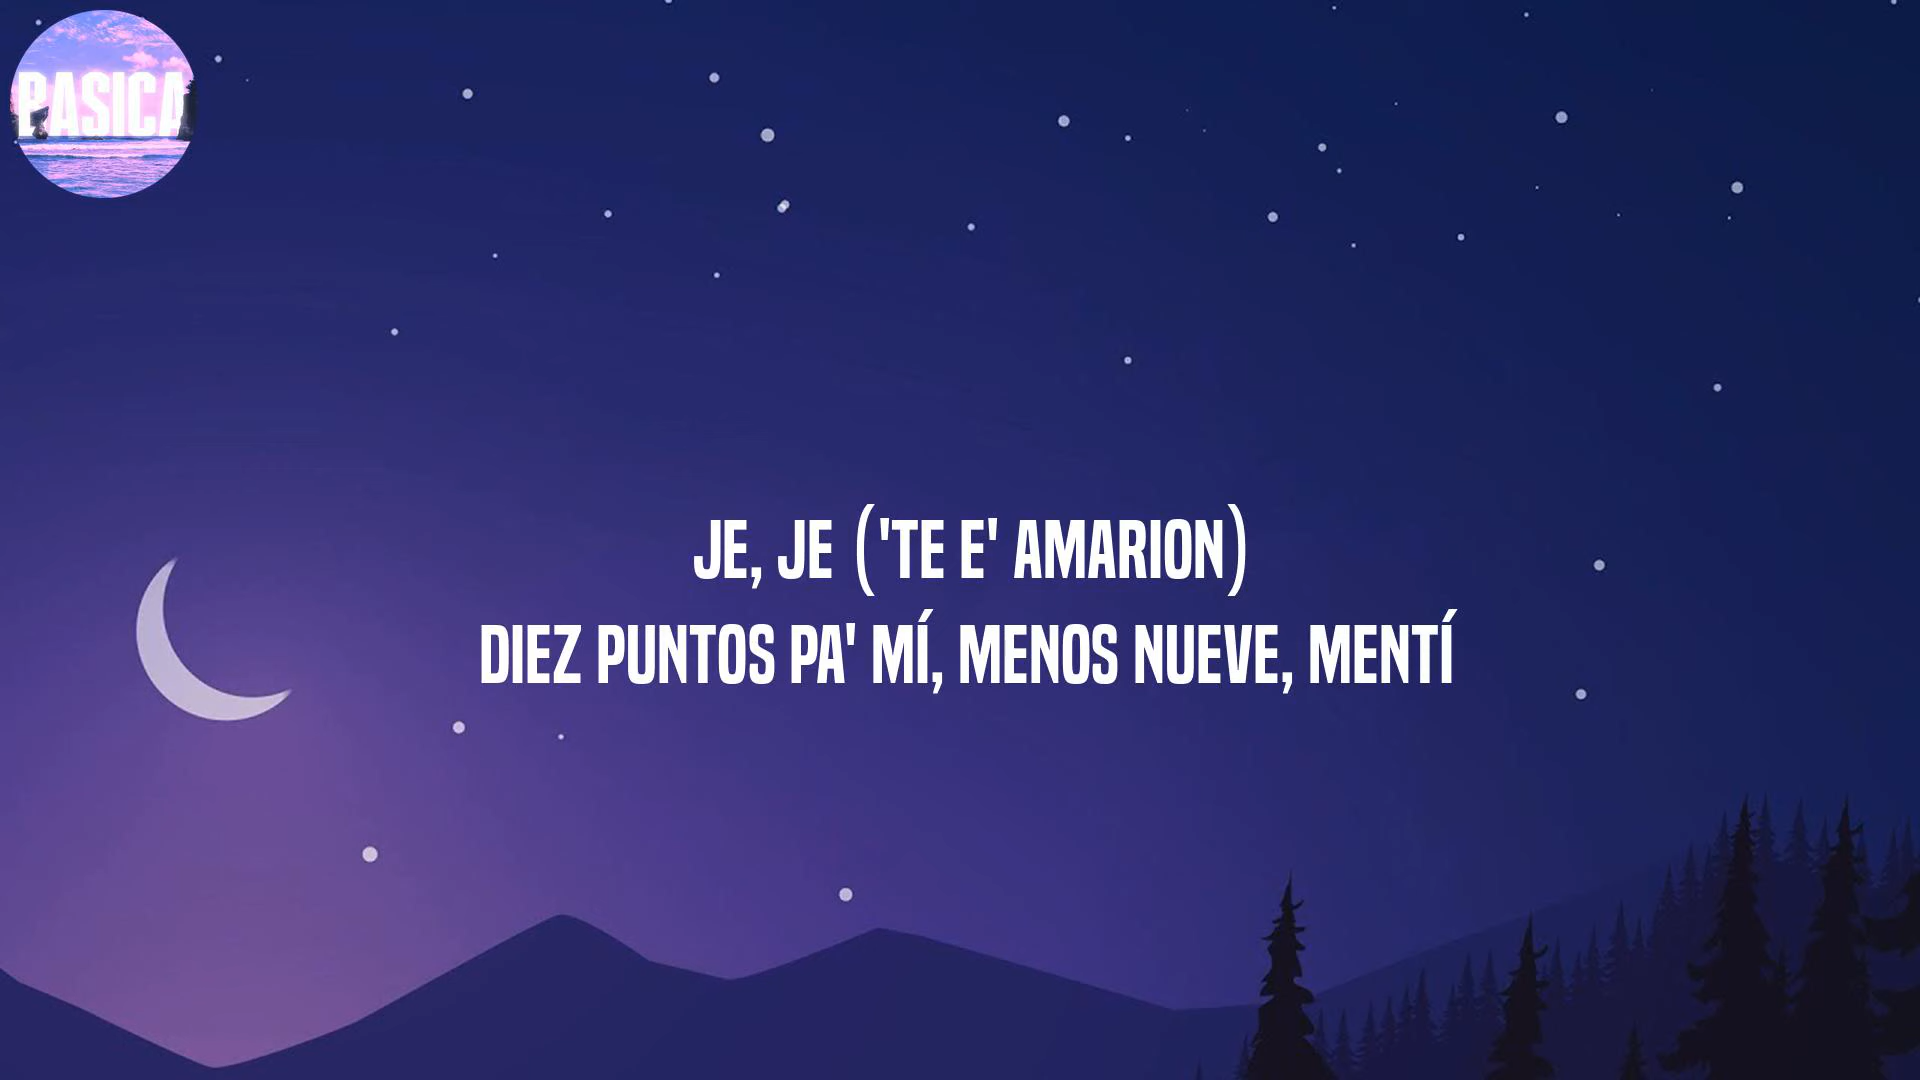 PASICA
JE, JE ('TE E' AMARION)
DIEZ PUNTOS PA' MÍ, MENOS NUEVE, MENTÍ